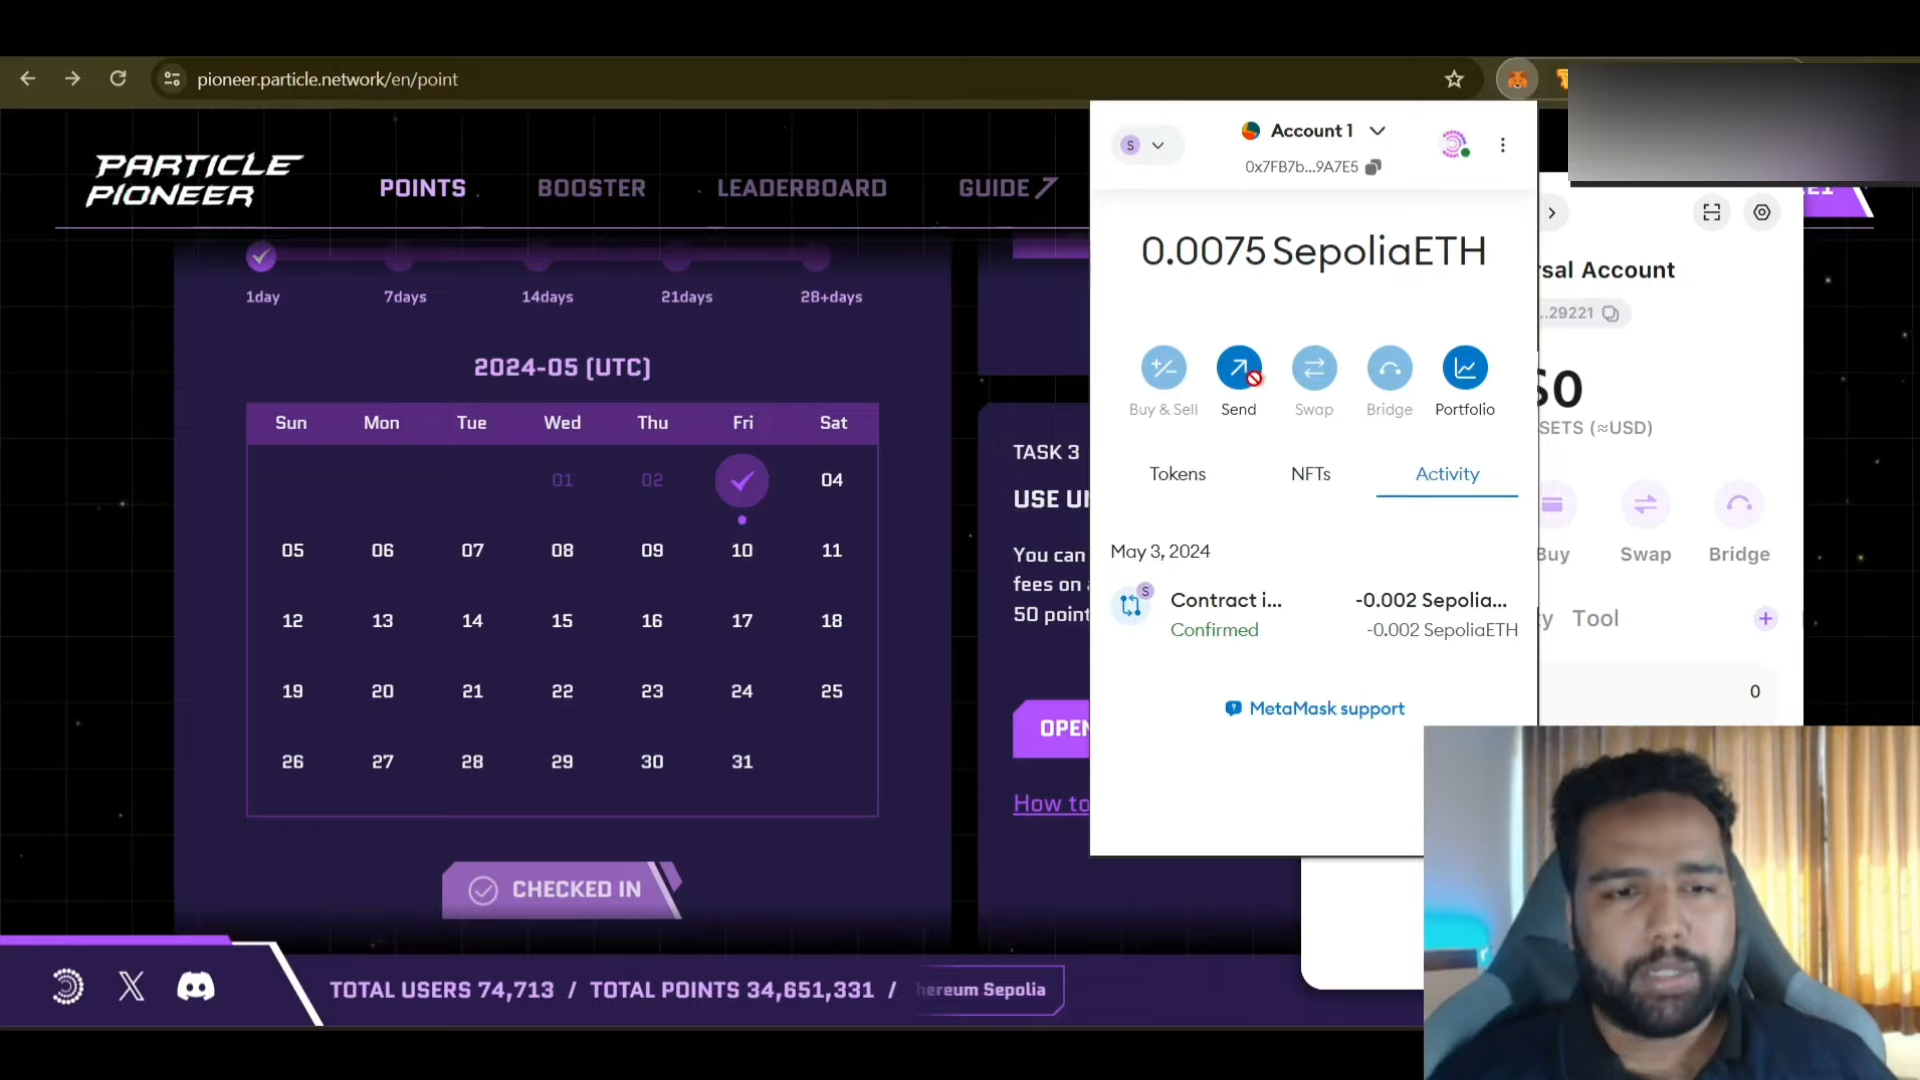 pioneer.particle.network/en/point
PARTICLE
PIONEER
POINTS
BOOSTER
LEADERBOARD
GUIDE
1day
7days
14days
21days
28+days
2024-05 (UTC)
Sun Mon Tue Wed Thu Fri Sat
01 02 04
05 06 07 08 09 10 11
12 13 14 15 16 17 18
19 20 21 22 23 24 25
26 27 28 29 30 31
CHECKED IN
TASK 3
USE
You can
fees on
50
How to
S
Account 1
0x7FB7b...9A7E5
0.0075 SepoliaETH
Buy & Sell
Send
Swap
Bridge
Portfolio
Tokens
NFTs
Activity
May 3, 2024
S
Contract i...
-0.002 Sepolia...
Confirmed
-0.002 SepoliaETH
MetaMask support
Account
..29221
$0
(≈USD)
Buy
Swap
Bridge
Tool
0
TOTAL USERS 74,713 / TOTAL POINTS 34,651,331 /
Sepolia